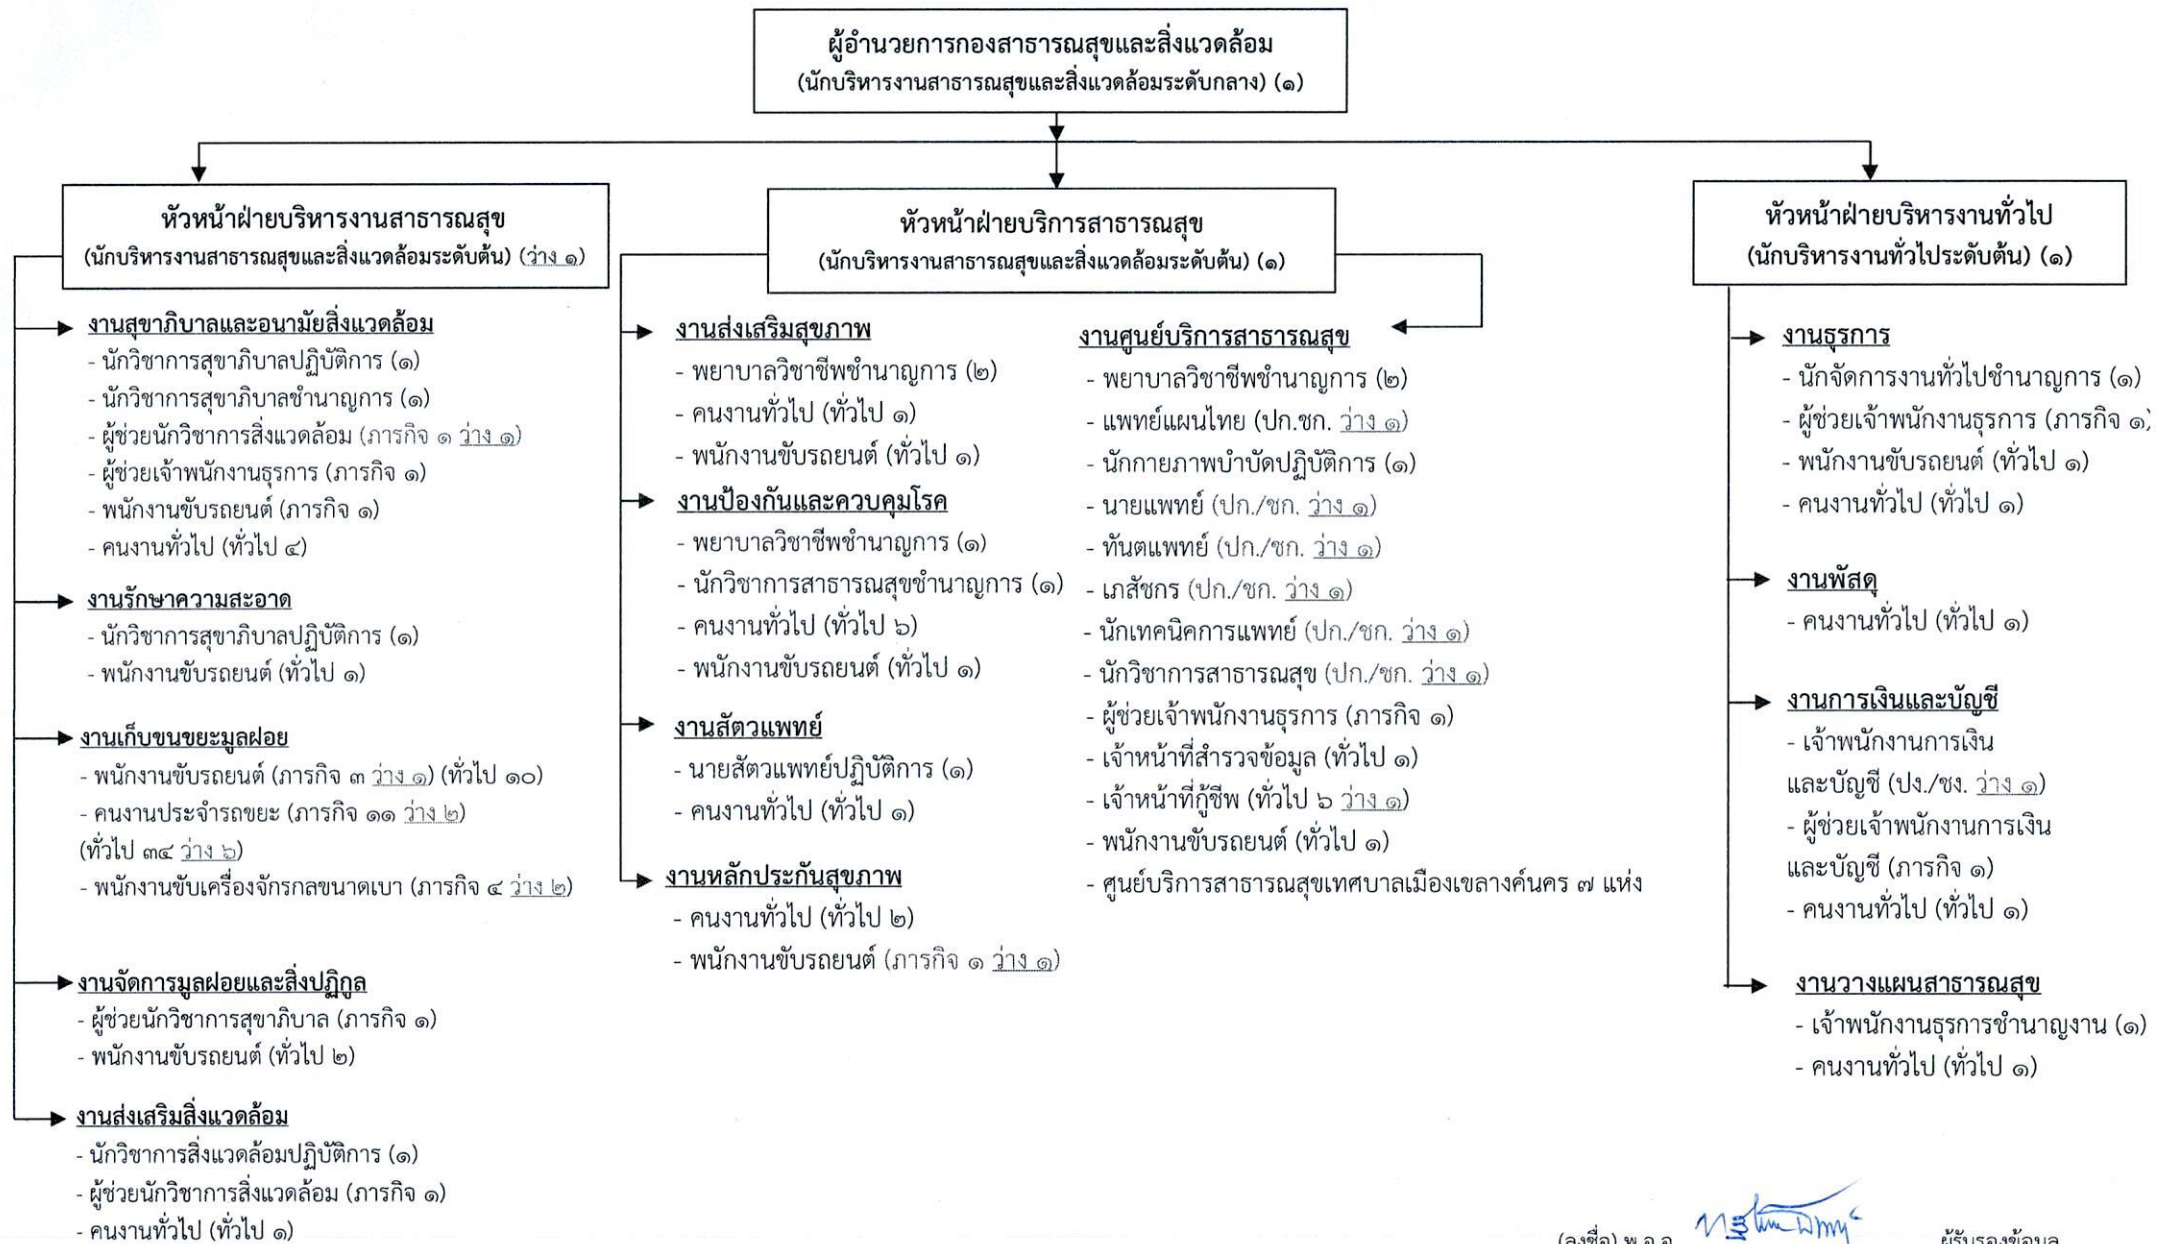 ผู้อำนวยการกองสาธารณสุขและสิ่งแวดล้อม
(นักบริหารงานสาธารณสุขและสิ่งแวดล้อมระดับกลาง) (๑)
หัวหน้าฝ่ายบริหารงานสาธารณสุข
(นักบริหารงานสาธารณสุขและสิ่งแวดล้อมระดับต้น) (ว่าง ๑)
งานสุขาภิบาลและอนามัยสิ่งแวดล้อม
- นักวิชาการสุขาภิบาลปฏิบัติการ (๑)
- นักวิชาการสุขาภิบาลชำนาญการ (๑)
- ผู้ช่วยนักวิชาการสิ่งแวดล้อม (ภารกิจ ๑ ว่าง ๑)
- ผู้ช่วยเจ้าพนักงานธุรการ (ภารกิจ ๑)
- พนักงานขับรถยนต์ (ภารกิจ ๑)
- คนงานทั่วไป (ทั่วไป ๔)
งานรักษาความสะอาด
- นักวิชาการสุขาภิบาลปฏิบัติการ (๑)
- พนักงานขับรถยนต์ (ทั่วไป ๑)
งานเก็บขนขยะมูลฝอย
- พนักงานขับรถยนต์ (ภารกิจ ๓ ว่าง ๑) (ทั่วไป ๑๐)
- คนงานประจำรถขยะ (ภารกิจ ๑๑ ว่าง ๒)
(ทั่วไป ๓๔ ว่าง ๖)
- พนักงานขับเครื่องจักรกลขนาดเบา (ภารกิจ ๔ ว่าง ๒)
งานจัดการมูลฝอยและสิ่งปฏิกูล
- ผู้ช่วยนักวิชาการสุขาภิบาล (ภารกิจ ๑)
- พนักงานขับรถยนต์ (ทั่วไป ๒)
งานส่งเสริมสิ่งแวดล้อม
- นักวิชาการสิ่งแวดล้อมปฏิบัติการ (๑)
- ผู้ช่วยนักวิชาการสิ่งแวดล้อม (ภารกิจ ๑)
- คนงานทั่วไป (ทั่วไป ๑)
หัวหน้าฝ่ายบริการสาธารณสุข
(นักบริหารงานสาธารณสุขและสิ่งแวดล้อมระดับต้น) (๑)
งานส่งเสริมสุขภาพ
- พยาบาลวิชาชีพชำนาญการ (๒)
- คนงานทั่วไป (ทั่วไป ๑)
- พนักงานขับรถยนต์ (ทั่วไป ๑)
งานป้องกันและควบคุมโรค
- พยาบาลวิชาชีพชำนาญการ (๑)
- นักวิชาการสาธารณสุขชำนาญการ (๑)
- คนงานทั่วไป (ทั่วไป ๖)
- พนักงานขับรถยนต์ (ทั่วไป ๑)
งานสัตวแพทย์
- นายสัตวแพทย์ปฏิบัติการ (๑)
- คนงานทั่วไป (ทั่วไป ๑)
งานหลักประกันสุขภาพ
- คนงานทั่วไป (ทั่วไป ๒)
- พนักงานขับรถยนต์ (ภารกิจ ๑ ว่าง ๑)
งานศูนย์บริการสาธารณสุข
- พยาบาลวิชาชีพชำนาญการ (๒)
- แพทย์แผนไทย (ปก.ชก. ว่าง ๑)
- นักกายภาพบำบัดปฏิบัติการ (๑)
- นายแพทย์ (ปก./ชก. ว่าง ๑)
- ทันตแพทย์ (ปก./ชก. ว่าง ๑)
- เภสัชกร (ปก./ชก. ว่าง ๑)
- นักเทคนิคการแพทย์ (ปก./ชก. ว่าง ๑)
- นักวิชาการสาธารณสุข (ปก./ชก. ว่าง ๑)
- ผู้ช่วยเจ้าพนักงานธุรการ (ภารกิจ ๑)
- เจ้าหน้าที่สำรวจข้อมูล (ทั่วไป ๑)
- เจ้าหน้าที่กู้ชีพ (ทั่วไป ๖ ว่าง ๑)
- พนักงานขับรถยนต์ (ทั่วไป ๑)
- ศูนย์บริการสาธารณสุขเทศบาลเมืองเขลางค์นคร ๗ แห่ง
หัวหน้าฝ่ายบริหารงานทั่วไป
(นักบริหารงานทั่วไประดับต้น) (๑)
งานธุรการ
- นักจัดการงานทั่วไปชำนาญการ (๑)
- ผู้ช่วยเจ้าพนักงานธุรการ (ภารกิจ ๑)
- พนักงานขับรถยนต์ (ทั่วไป ๑)
- คนงานทั่วไป (ทั่วไป ๑)
งานพัสดุ
- คนงานทั่วไป (ทั่วไป ๑)
งานการเงินและบัญชี
- เจ้าพนักงานการเงิน
และบัญชี (ปง./ชง. ว่าง ๑)
- ผู้ช่วยเจ้าพนักงานการเงิน
และบัญชี (ภารกิจ ๑)
- คนงานทั่วไป (ทั่วไป ๑)
งานวางแผนสาธารณสุข
- เจ้าพนักงานธุรการชำนาญงาน (๑)
- คนงานทั่วไป (ทั่วไป ๑)
(ลงชื่อ) พ.อ.อ. ผู้รับรองข้อมูล